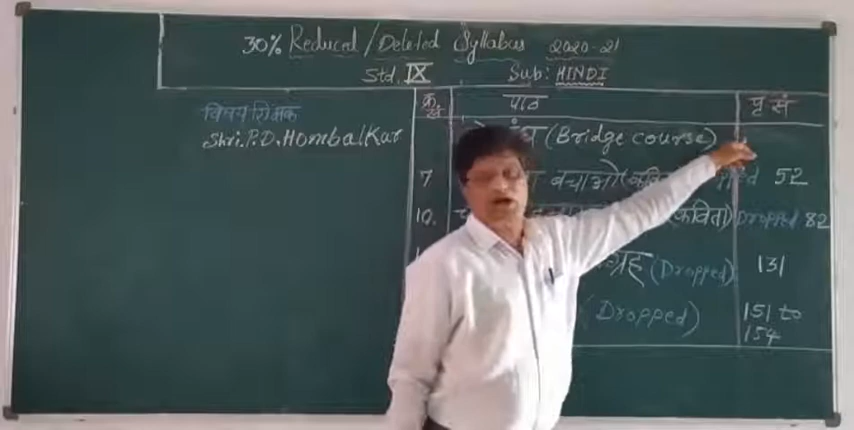 30% Reduced/Deleted Syllabus 2020-21
Std. IX Sub: HINDI
विषय शिक्षक
Shri. P.D. Hombalkar
क्र.सं पाठ पृ सं
(Bridge course)
7 बचाओ 52
10. (कविता) Dropped 82
(Dropped) 131
(Dropped) 151 to
154